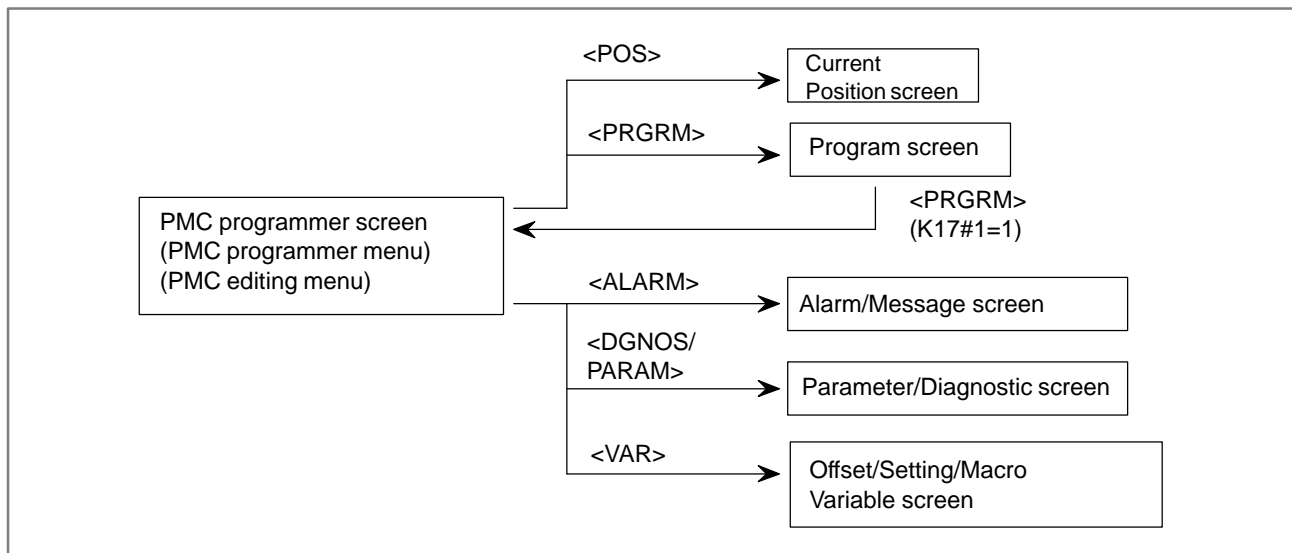 <POS>
Current
Position screen
<PRGRM>
Program screen
<PRGRM>
(K17#1=1)
PMC programmer screen
(PMC programmer menu)
(PMC editing menu)
<ALARM>
Alarm/Message screen
<DGNOS/
PARAM>
Parameter/Diagnostic screen
<VAR>
Offset/Setting/Macro
Variable screen